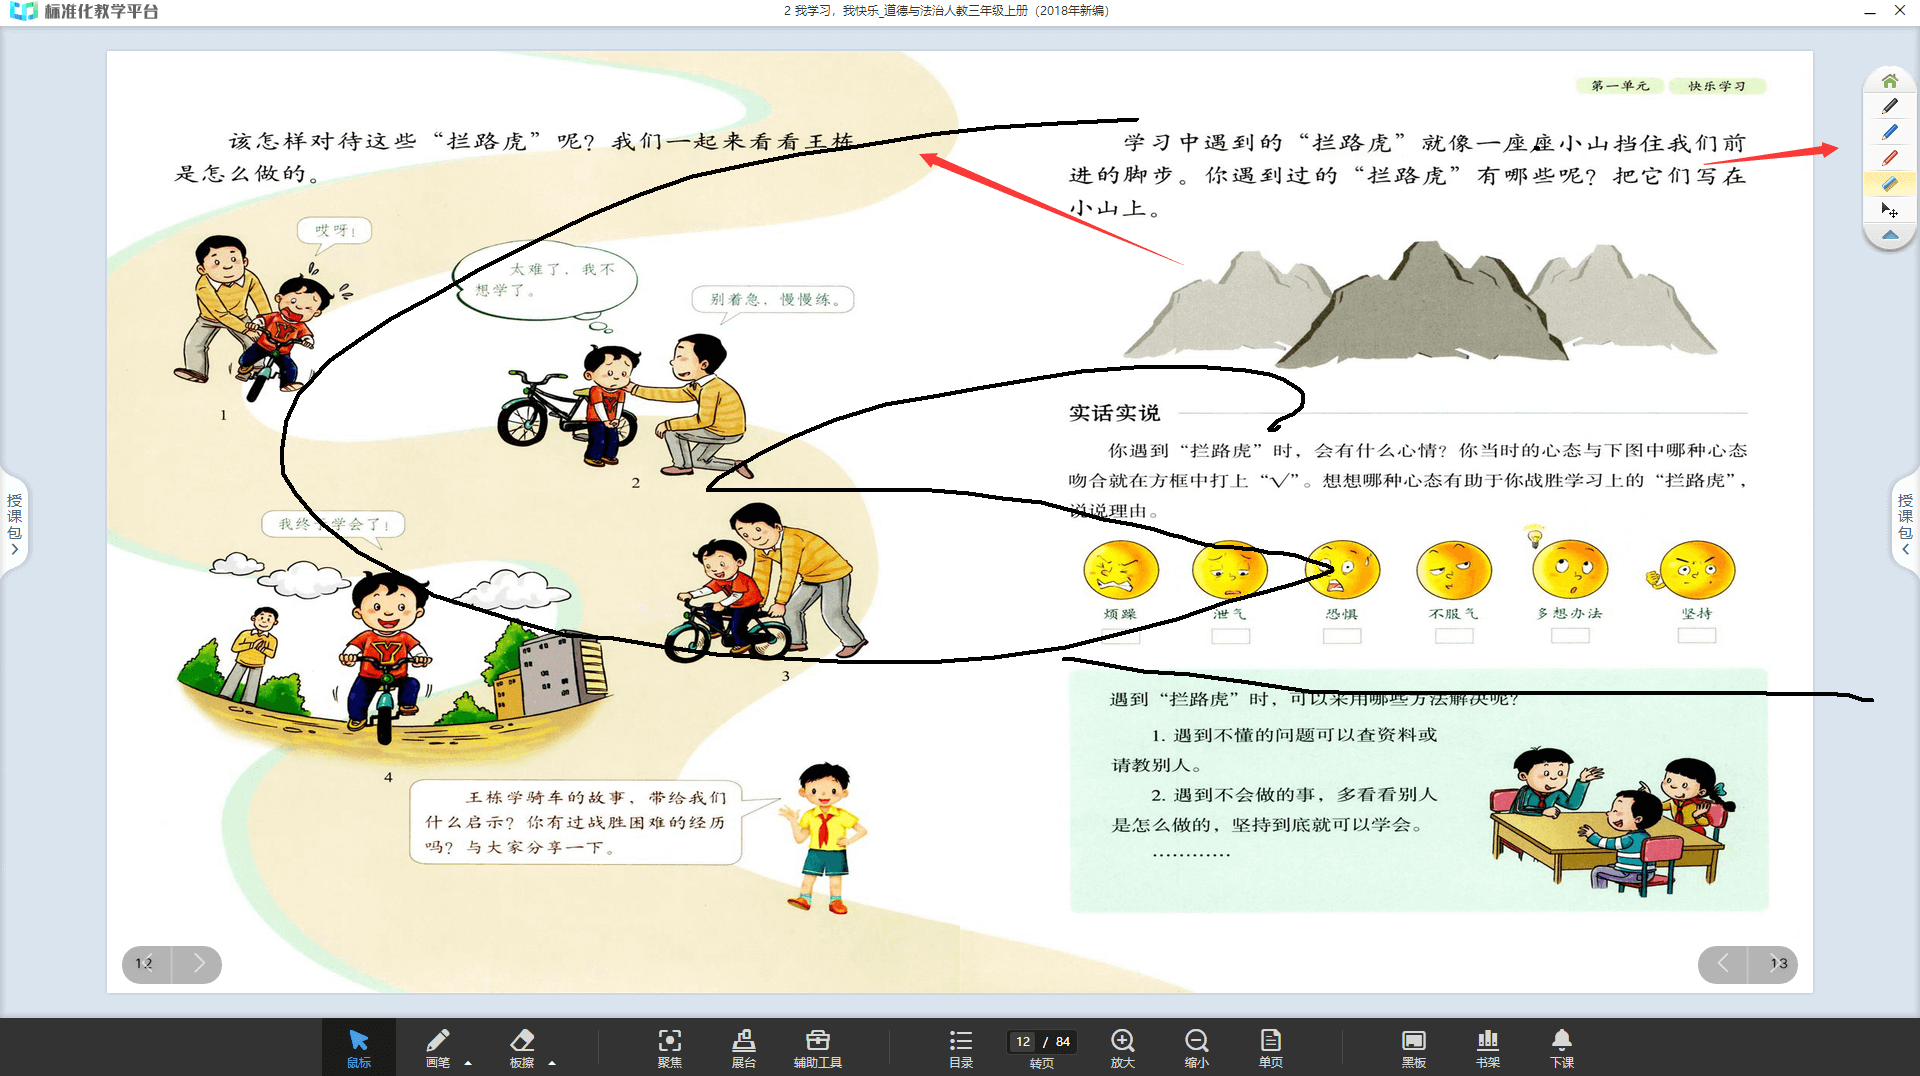 标准化教学平台
2 我学习，我快乐_道德与法治人教三年级上册（2018年新编）
该怎样对待这些“拦路虎”呢？我们一起来看看王栋
是怎么做的。
哎呀！
太难了，我不
想学了。
别着急，慢慢练。
1
2
我终于学会了！
3
4
王栋学骑车的故事，带给我们
什么启示？你有过战胜困难的经历
吗？与大家分享一下。
12
第一单元 快乐学习
学习中遇到的“拦路虎”就像一座座小山挡住我们前
进的脚步。你遇到过的“拦路虎”有哪些呢？把它们写在
小山上。
实话实说
你遇到“拦路虎”时，会有什么心情？你当时的心态与下图中哪种心态
吻合就在方框中打上“√”。想想哪种心态有助于你战胜学习上的“拦路虎”，
说说理由。
烦躁 泄气 恐惧 不服气 多想办法 坚持
遇到“拦路虎”时，可以采用哪些方法解决呢？
1. 遇到不懂的问题可以查资料或
请教别人。
2. 遇到不会做的事，多看看别人
是怎么做的，坚持到底就可以学会。
…………
13
授课包
授课包
鼠标 画笔 板擦 聚焦 展台 辅助工具 目录 12 / 84 转页 放大 缩小 单页 黑板 书架 下课